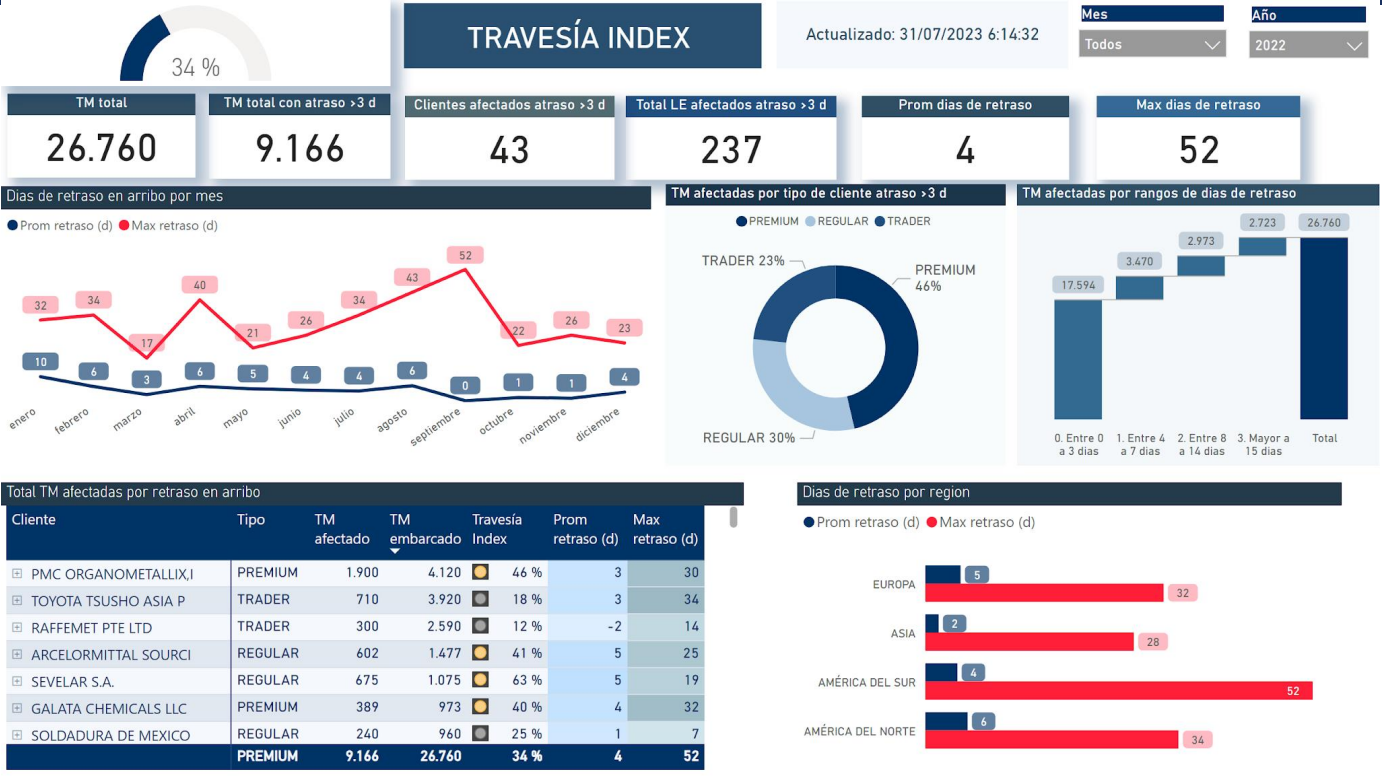 34 %
TRAVESÍA INDEX
Actualizado: 31/07/2023 6:14:32
Mes
Todos
Año
2022
TM total
26.760
TM total con atraso >3 d
9.166
Clientes afectados atraso >3 d
43
Total LE afectados atraso >3 d
237
Prom dias de retraso
4
Max dias de retraso
52
Dias de retraso en arribo por mes
Prom retraso (d) Max retraso (d)
32 34 17 40 21 26 34 43 52 22 26 23
10 6 3 6 5 4 4 6 0 1 1 4
enero febrero marzo abril mayo junio julio agosto septiembre octubre noviembre diciembre
TM afectadas por tipo de cliente atraso >3 d
PREMIUM REGULAR TRADER
TRADER 23%
PREMIUM
46%
REGULAR 30%
TM afectadas por rangos de dias de retraso
17.594 3.470 2.973 2.723 26.760
0. Entre 0 1. Entre 4 2. Entre 8 3. Mayor a Total
a 3 dias a 7 dias a 14 dias 15 dias
Total TM afectadas por retraso en arribo
Cliente Tipo TM TM Travesía Prom Max
afectado embarcado Index retraso (d) retraso (d)
PMC ORGANOMETALLIX,I PREMIUM 1.900 4.120 46 % 3 30
TOYOTA TSUSHO ASIA P TRADER 710 3.920 18 % 3 34
RAFFEMET PTE LTD TRADER 300 2.590 12 % -2 14
ARCELORMITTAL SOURCI REGULAR 602 1.477 41 % 5 25
SEVELAR S.A. REGULAR 675 1.075 63 % 5 19
GALATA CHEMICALS LLC PREMIUM 389 973 40 % 4 32
SOLDADURA DE MEXICO REGULAR 240 960 25 % 1 7
PREMIUM 9.166 26.760 34 % 4 52
Dias de retraso por region
Prom retraso (d) Max retraso (d)
EUROPA 5 32
ASIA 2 28
AMÉRICA DEL SUR 4 52
AMÉRICA DEL NORTE 6 34